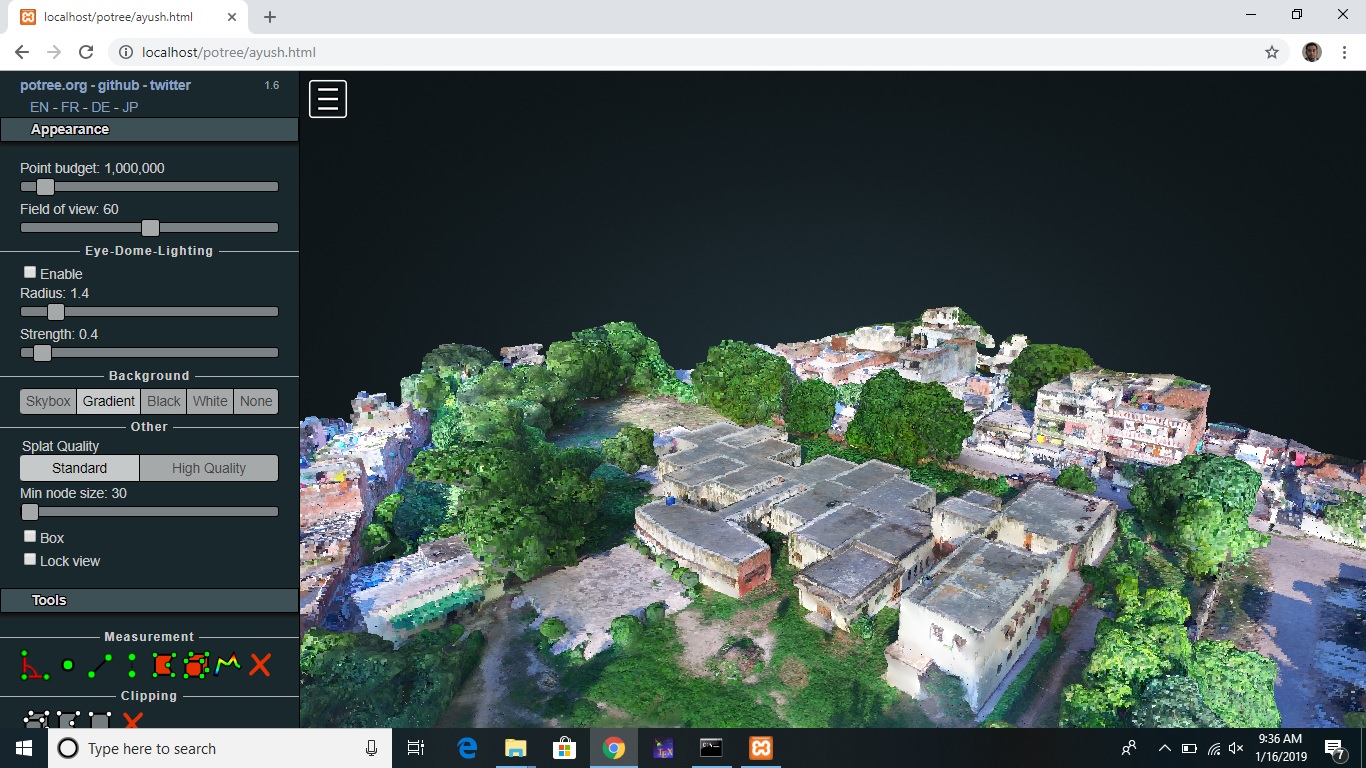 localhost/potree/ayush.html
localhost/potree/ayush.html
potree.org - github - twitter 1.6
EN - FR - DE - JP
Appearance
Point budget: 1,000,000
Field of view: 60
Eye-Dome-Lighting
Enable
Radius: 1.4
Strength: 0.4
Background
Skybox Gradient Black White None
Other
Splat Quality
Standard High Quality
Min node size: 30
Box
Lock view
Tools
Measurement
Clipping
Type here to search
9:36 AM
1/16/2019
7